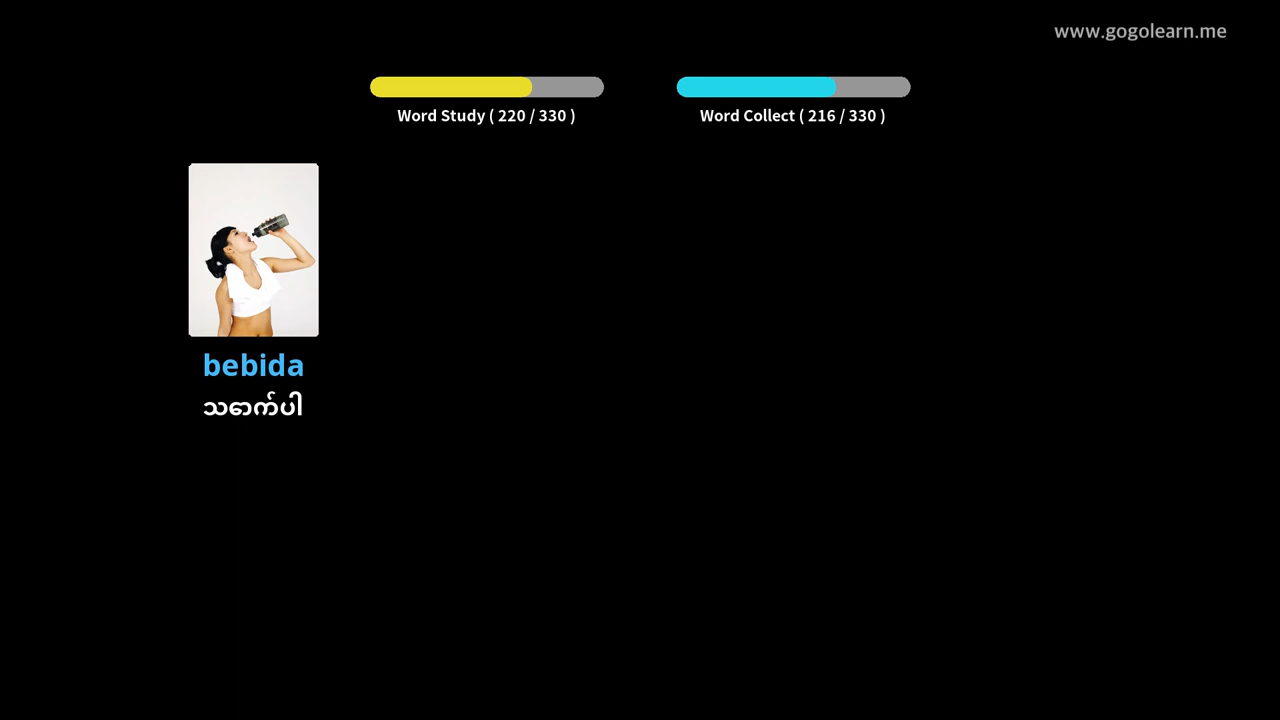 www.gogolearn.me
Word Study ( 220 / 330 )
Word Collect ( 216 / 330 )
bebida
သောက်ပါ